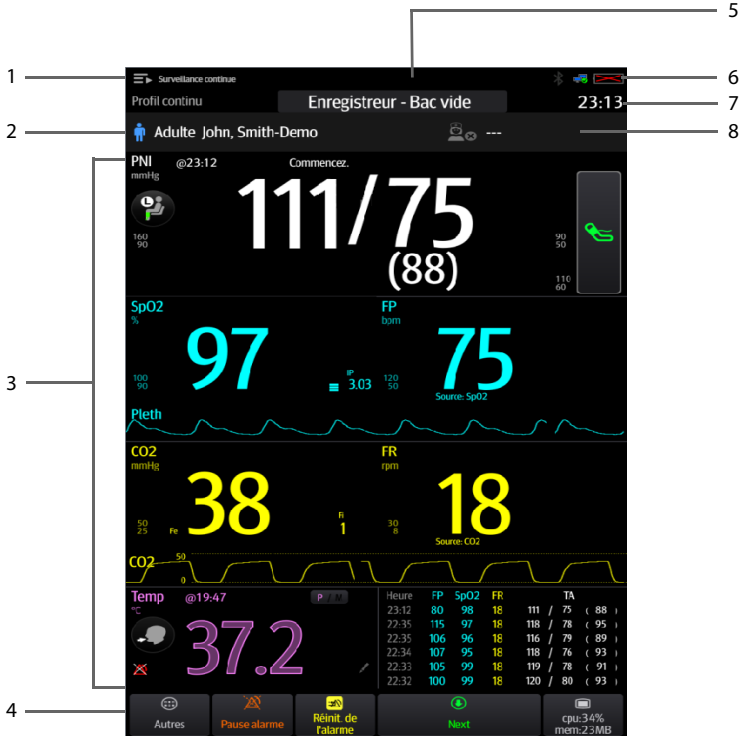 5
1
Surveillance continue
6
Profil continu
Enregistreur - Bac vide
23:13
7
2
Adulte John, Smith-Demo
---
8
PNI
@23:12
Commencez.
mmHg
L
111/75
(88)
160
90
90
50
110
60
SpO2
%
97
100
90
IP
3.03
FP
bpm
75
120
50
Source: SpO2
3
Pleth
CO2
mmHg
38
50
25
Fe
Fi
1
FR
rpm
18
30
8
Source: CO2
CO2
50
0
Temp
@19:47
P / M
°C
37.2
Heure FP SpO2 FR TA
23:12 80 98 18 111 / 75 ( 88 )
22:35 115 97 18 118 / 78 ( 95 )
22:35 106 96 18 116 / 79 ( 89 )
22:34 107 95 18 118 / 76 ( 93 )
22:33 105 99 18 119 / 78 ( 91 )
22:32 100 99 18 120 / 80 ( 93 )
4
Autres
Pause alarme
Réinit. de
l'alarme
Next
cpu:34%
mem:23MB